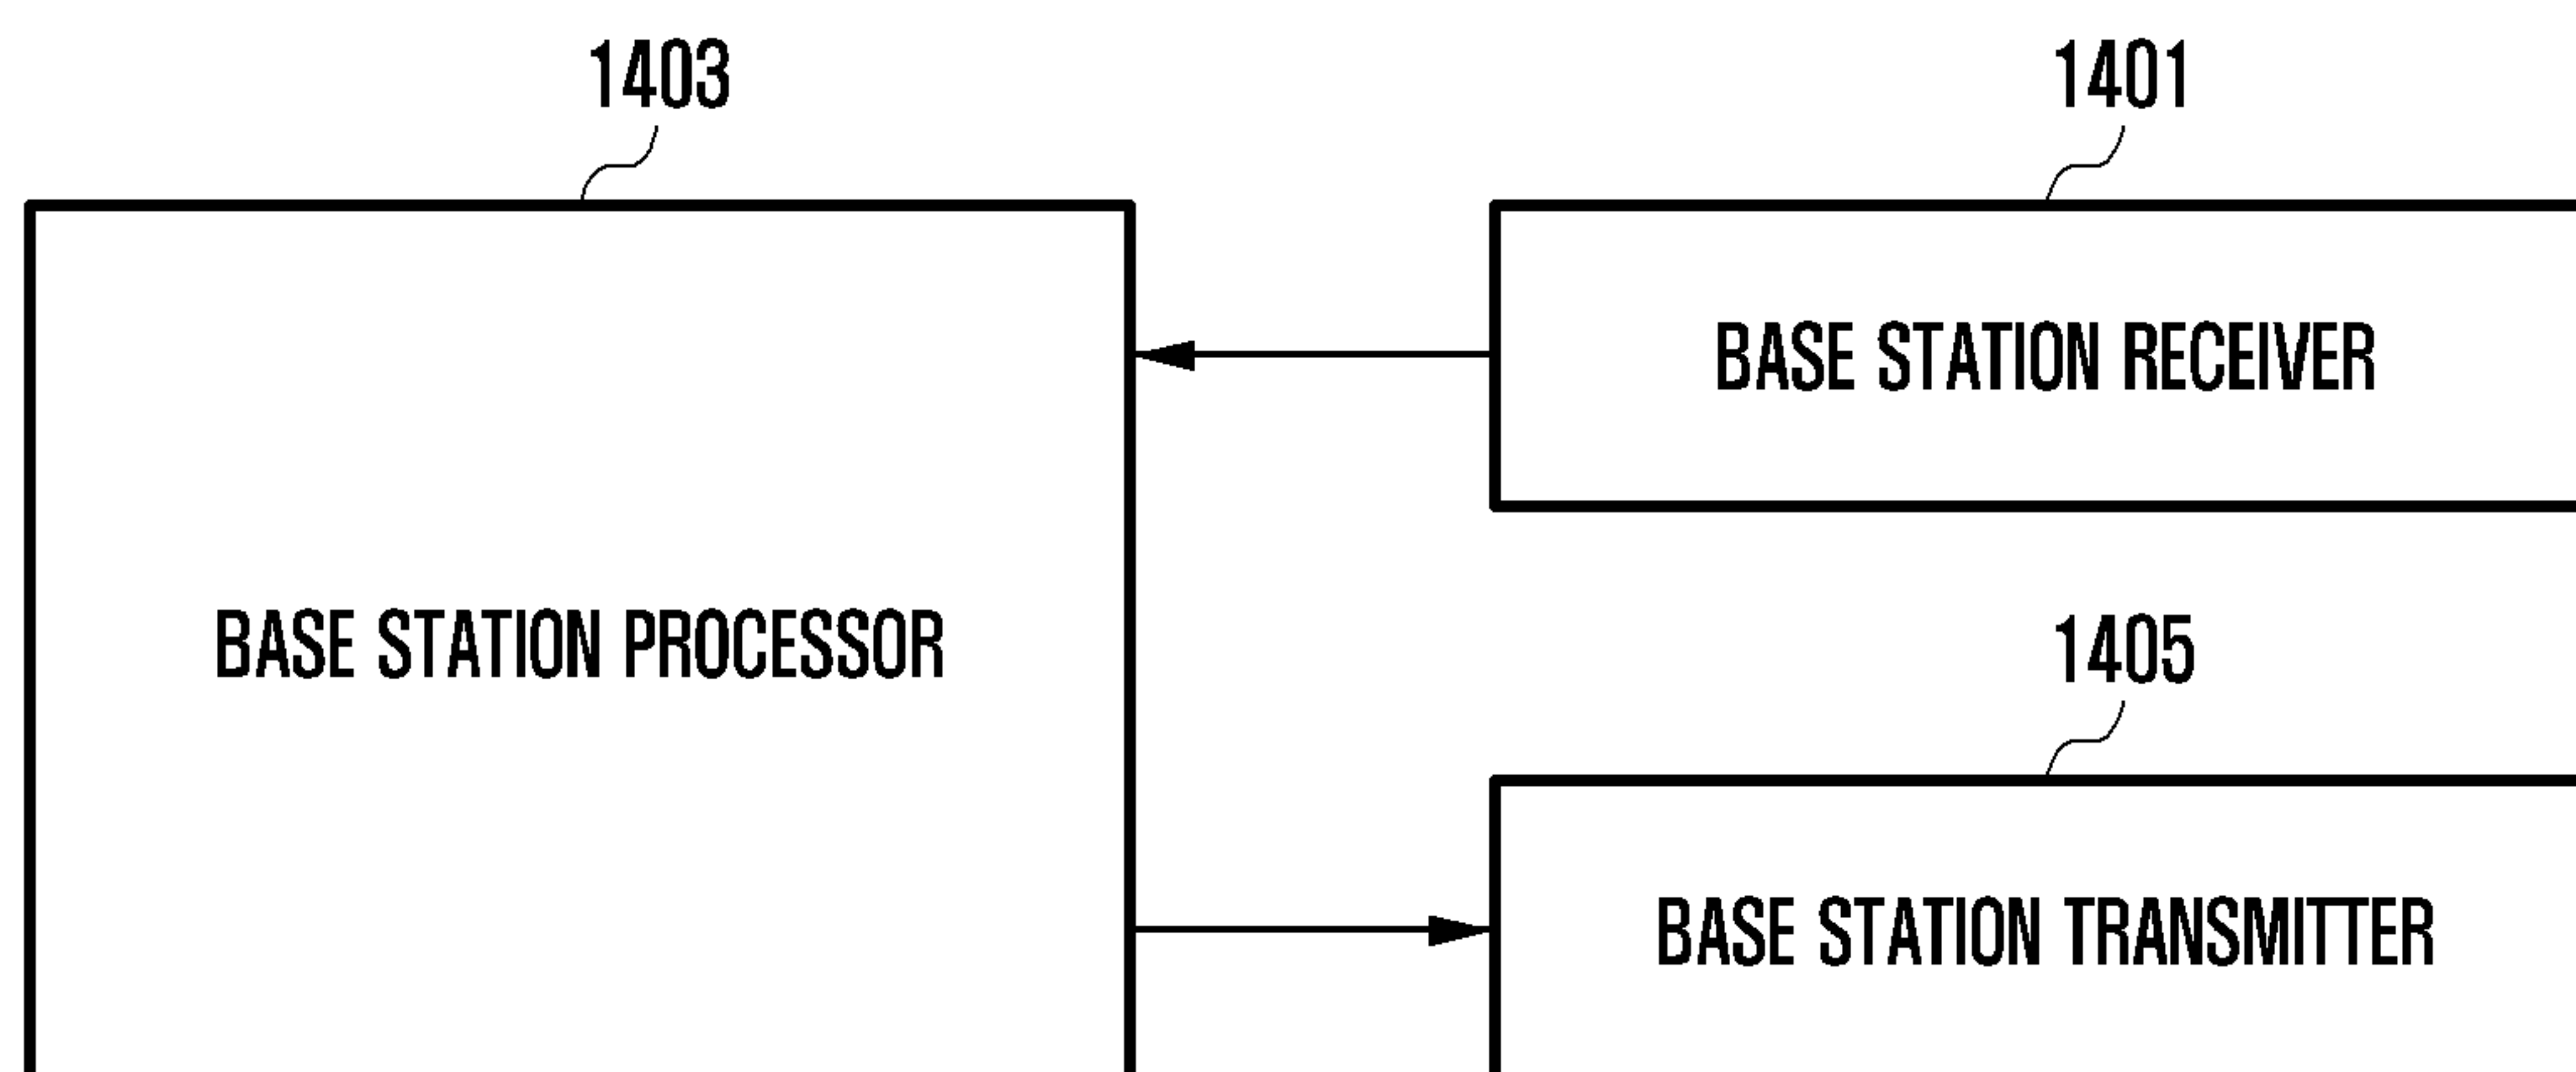 1403
1401
BASE STATION RECEIVER
BASE STATION PROCESSOR
1405
BASE STATION TRANSMITTER